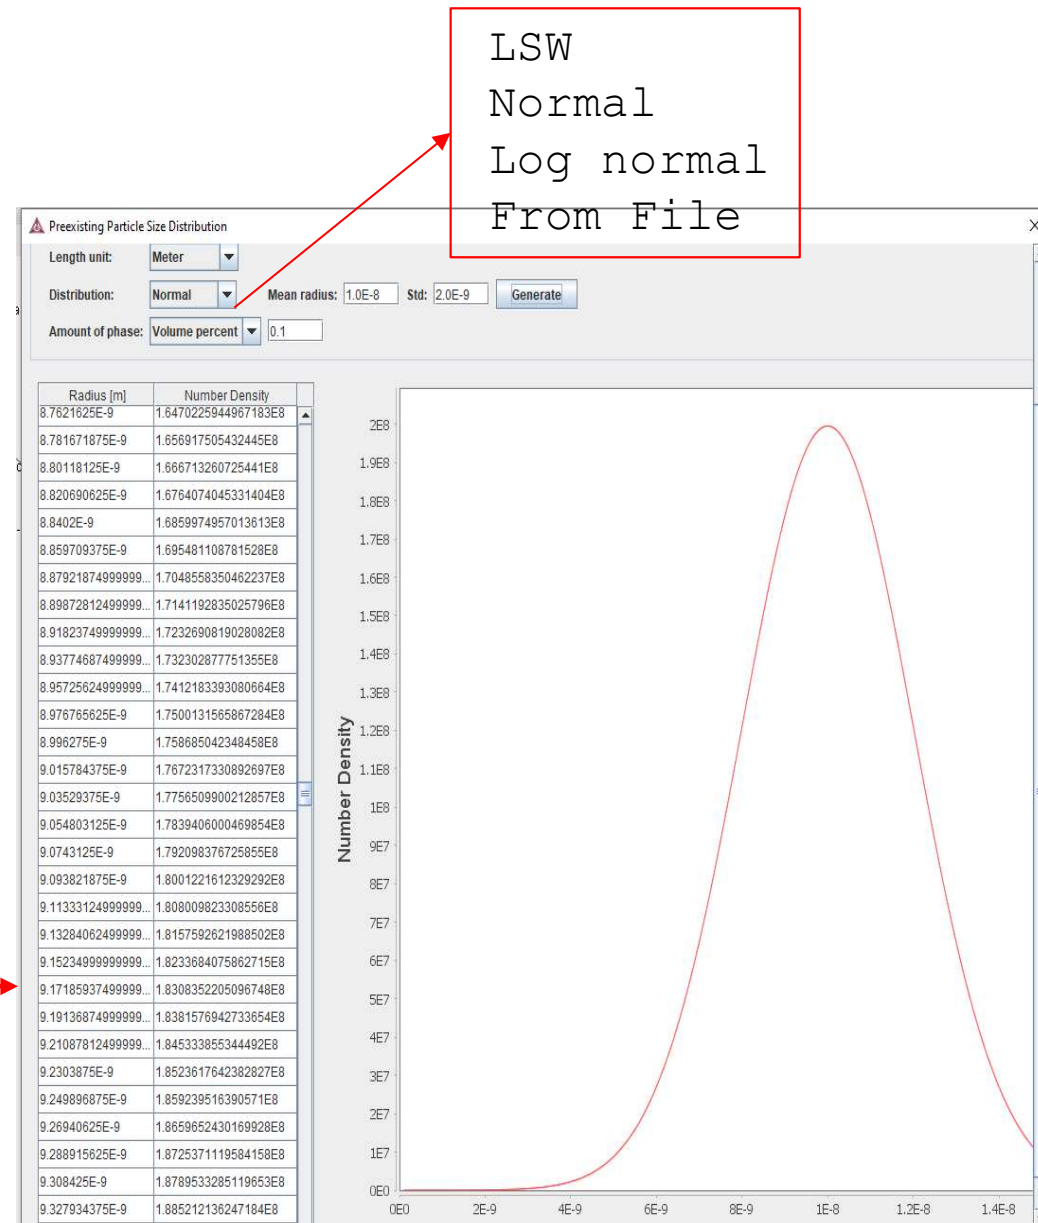 LSW
Normal
Log normal
From File
Preexisting Particle Size Distribution
Length unit: Meter
Distribution: Normal Mean radius: 1.0E-8 Std: 2.0E-9 Generate
Amount of phase: Volume percent 0.1
Radius [m] Number Density
8.7621625E-9 1.6470225944967183E8
8.781671875E-9 1.656917505432445E8
8.80118125E-9 1.666713260725441E8
8.820690625E-9 1.6764074045331404E8
8.8402E-9 1.6859974957013613E8
8.859709375E-9 1.695481108781528E8
8.87921874999999... 1.7048558350462237E8
8.89872812499999... 1.7141192835025796E8
8.91823749999999... 1.7232690819028082E8
8.93774687499999... 1.732302877751355E8
8.95725624999999... 1.7412183393080664E8
8.976765625E-9 1.7500131565867284E8
8.996275E-9 1.758685042348458E8
9.015784375E-9 1.7672317330892697E8
9.03529375E-9 1.7756509900212857E8
9.054803125E-9 1.7839406000469854E8
9.0743125E-9 1.792098376725855E8
9.093821875E-9 1.8001221612329292E8
9.11333124999999... 1.808009823308556E8
9.13284062499999... 1.8157592621988502E8
9.15234999999999... 1.8233684075862715E8
9.17185937499999... 1.8308352205096748E8
9.19136874999999... 1.8381576942733654E8
9.21087812499999... 1.845333855344492E8
9.2303875E-9 1.8523617642382827E8
9.249896875E-9 1.859239516390571E8
9.26940625E-9 1.8659652430169928E8
9.288915625E-9 1.8725371119584158E8
9.308425E-9 1.8789533285119653E8
9.327934375E-9 1.885212136247184E8
2E8
1.9E8
1.8E8
1.7E8
1.6E8
1.5E8
1.4E8
1.3E8
1.2E8
1.1E8
1E8
9E7
8E7
7E7
6E7
5E7
4E7
3E7
2E7
1E7
0E0
Number Density
0E0 2E-9 4E-9 6E-9 8E-9 1E-8 1.2E-8 1.4E-8